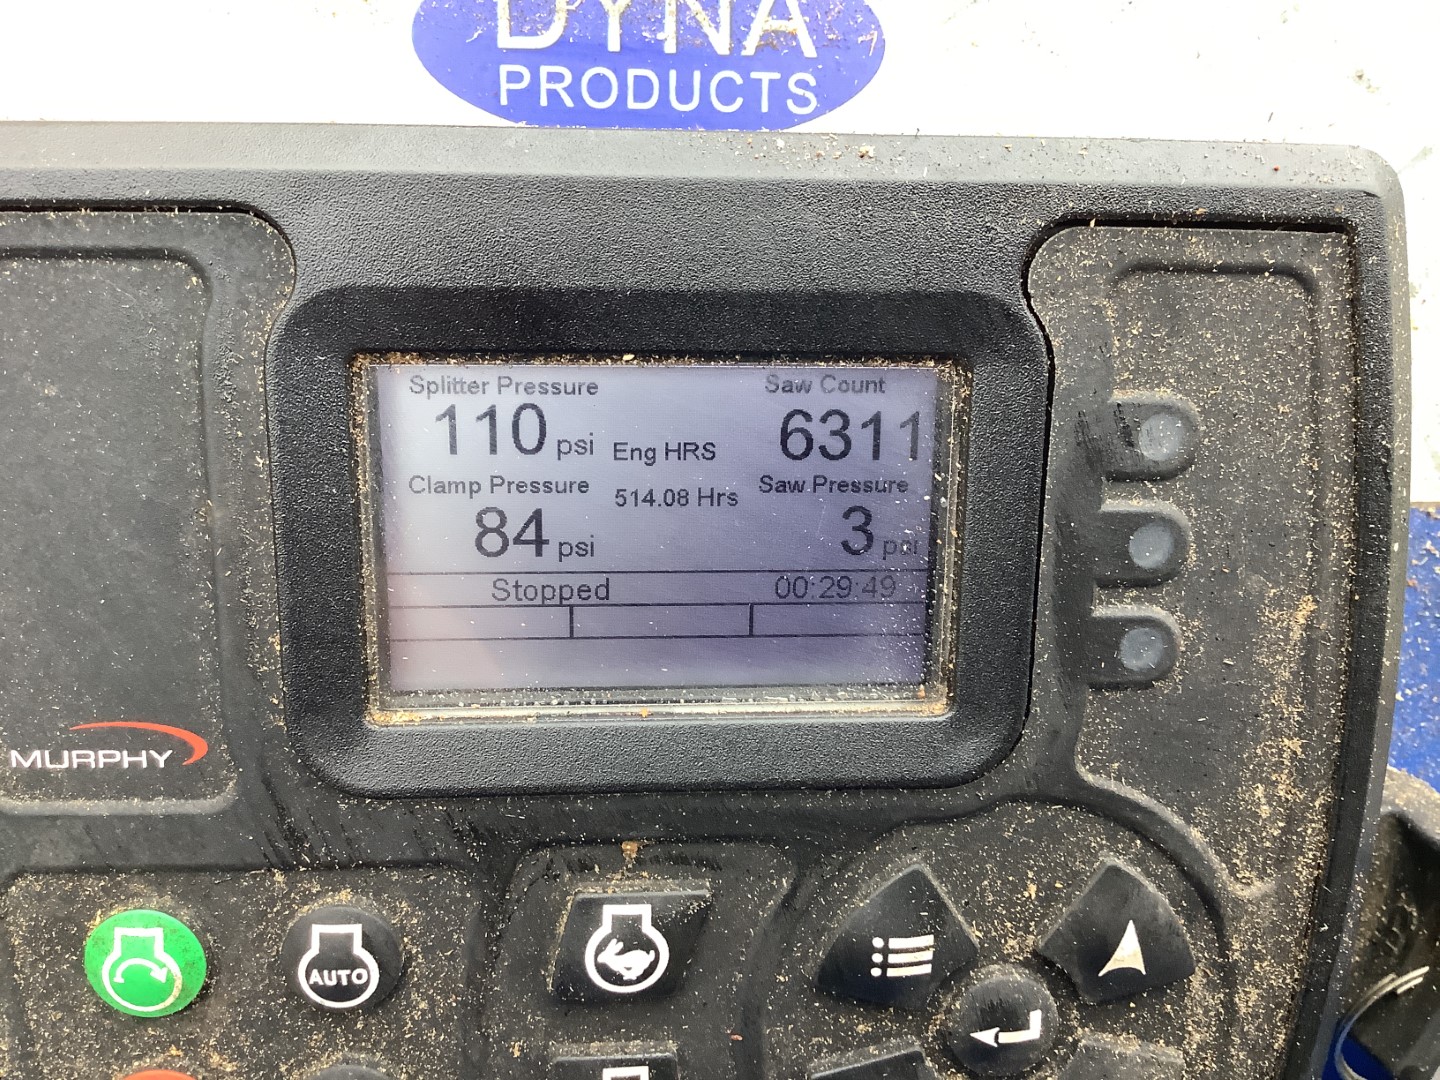 DYNA
PRODUCTS
Splitter Pressure
110 psi
Saw Count
6311
Eng HRS
514.08 Hrs
Clamp Pressure
84 psi
Saw Pressure
3 psi
Stopped
00:29:49
MURPHY
AUTO